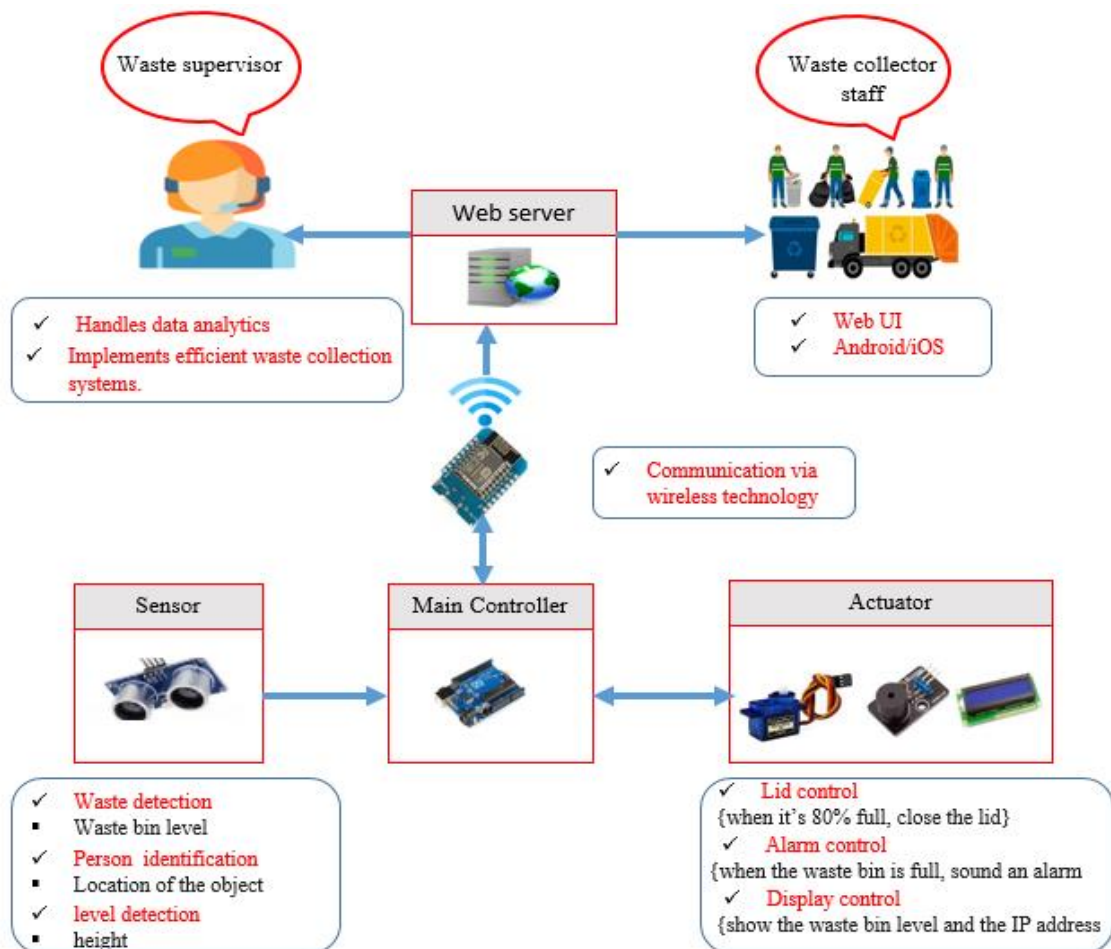 Waste supervisor
Waste collector
staff
Web server
✓ Handles data analytics
✓ Implements efficient waste collection
systems.
✓ Web UI
✓ Android/iOS
✓ Communication via
wireless technology
Sensor
Main Controller
Actuator
✓ Waste detection
▪ Waste bin level
✓ Person identification
▪ Location of the object
✓ level detection
▪ height
✓ Lid control
{when it’s 80% full, close the lid}
✓ Alarm control
{when the waste bin is full, sound an alarm
✓ Display control
{show the waste bin level and the IP address